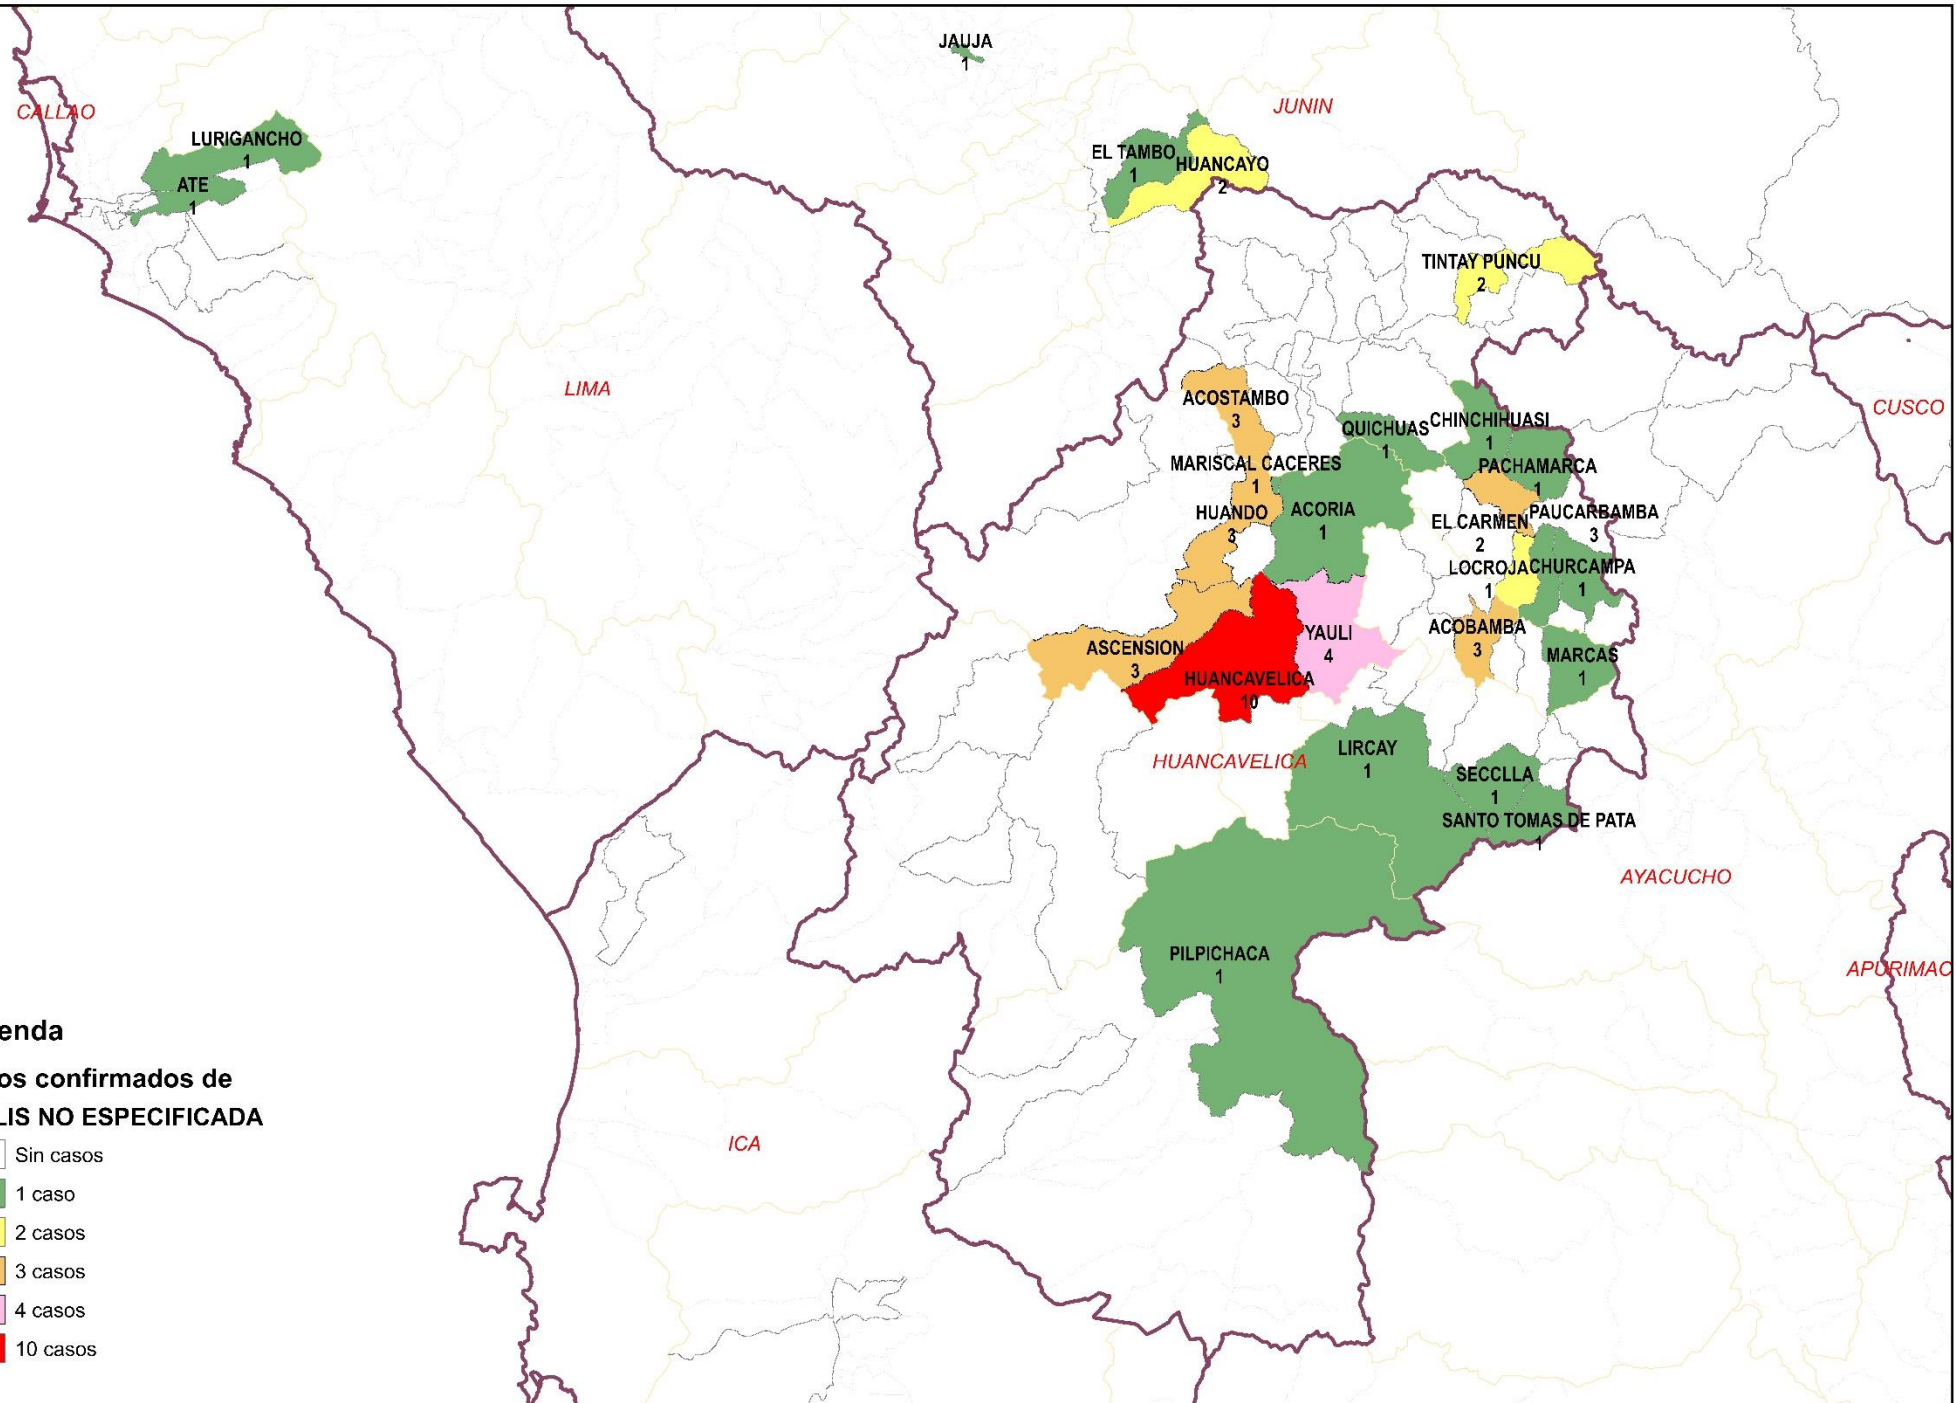 JAUJA
1
CALLAO
JUNIN
LURIGANCHO
1
ATE
1
EL TAMBO
1
HUANCAYO
2
TINTAY PUNCU
2
LIMA
CUSCO
ACOSTAMBO
3
QUICHUAS
1
CHINCHIHUASI
1
MARISCAL CACERES
1
PACHAMARCA
1
HUANDO
3
ACORIA
1
EL CARMEN
2
PAUCARBAMBA
3
LOCROJA
1
CHURCAMPA
1
ASCENSION
3
YAULI
4
ACOBAMBA
3
MARCAS
1
HUANCAVELICA
10
HUANCAVELICA
LIRCAY
1
SECCLLA
1
SANTO TOMAS DE PATA
1
AYACUCHO
PILPICHACA
1
APURIMAC
ICA
enda
os confirmados de
LIS NO ESPECIFICADA
Sin casos
1 caso
2 casos
3 casos
4 casos
10 casos